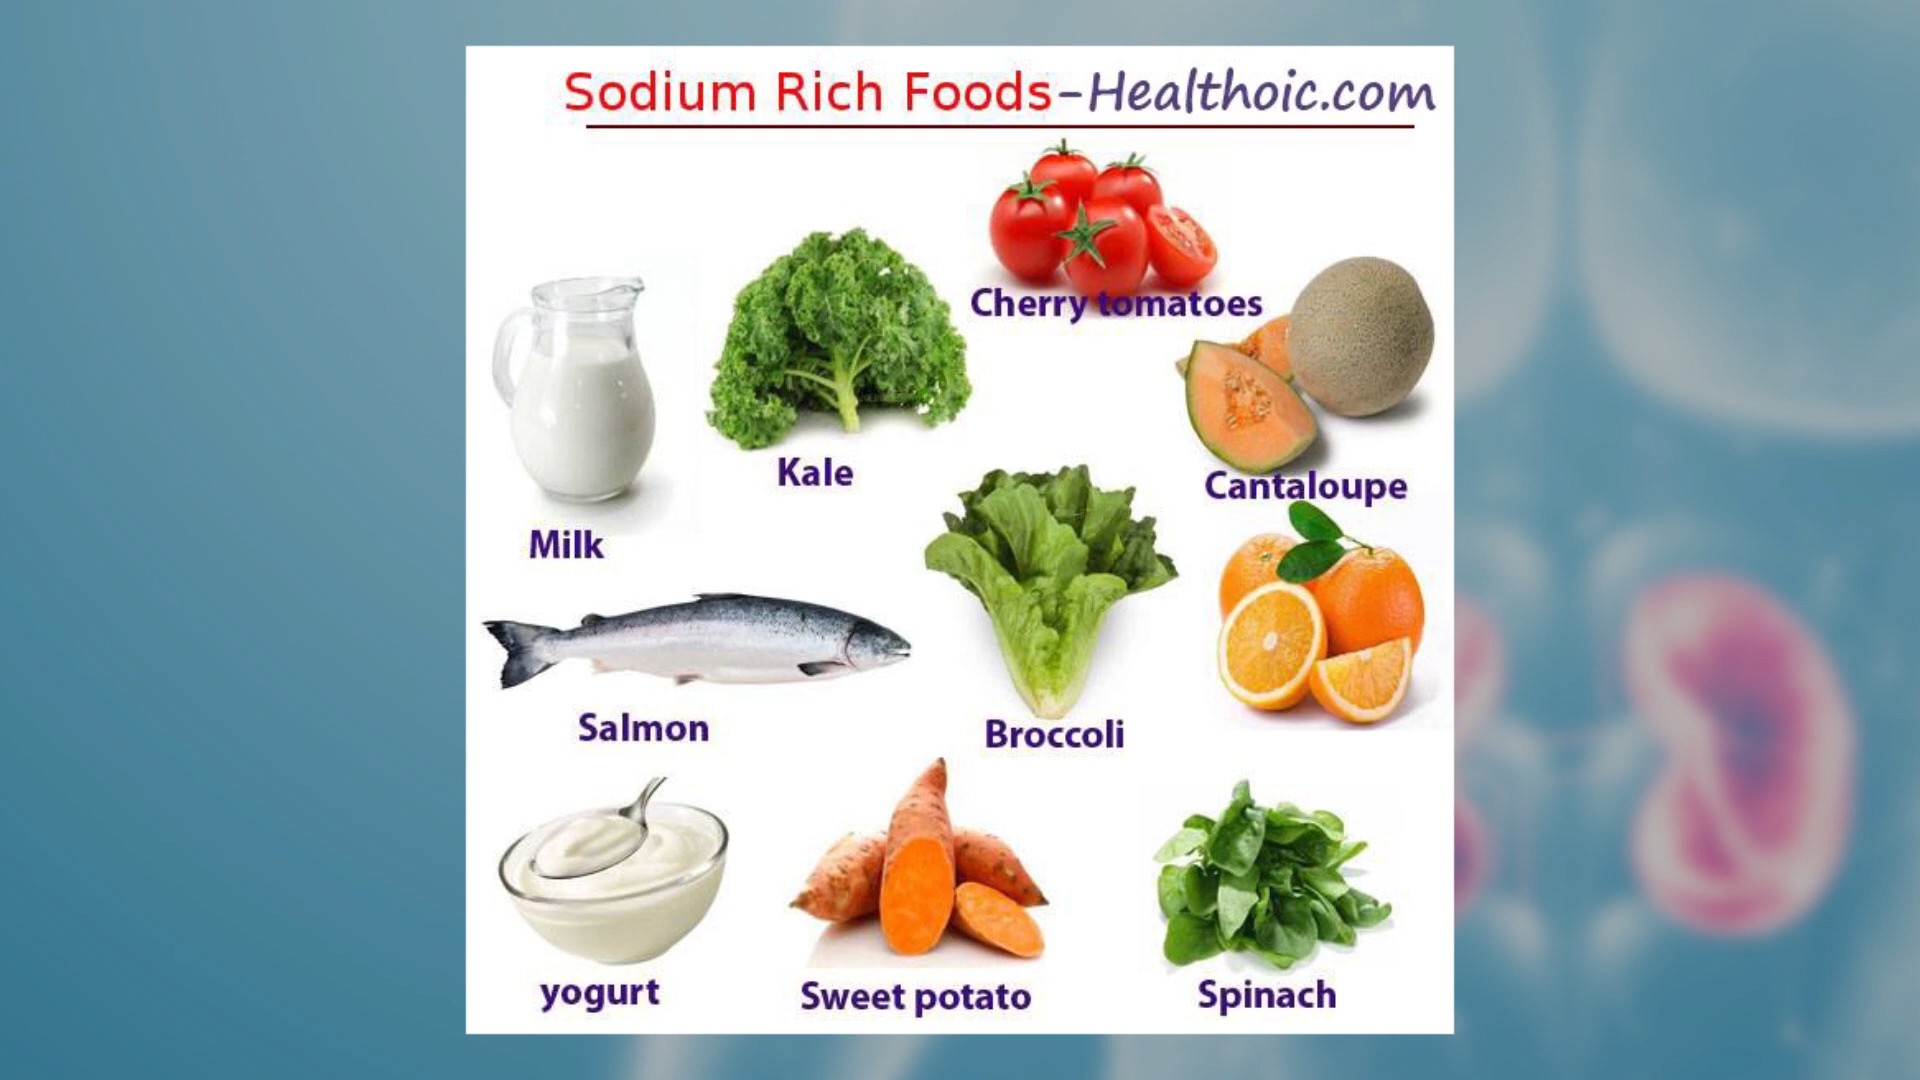 Sodium Rich Foods-Healthoic.com
Cherry tomatoes
Kale
Cantaloupe
Milk
Salmon
Broccoli
yogurt
Sweet potato
Spinach